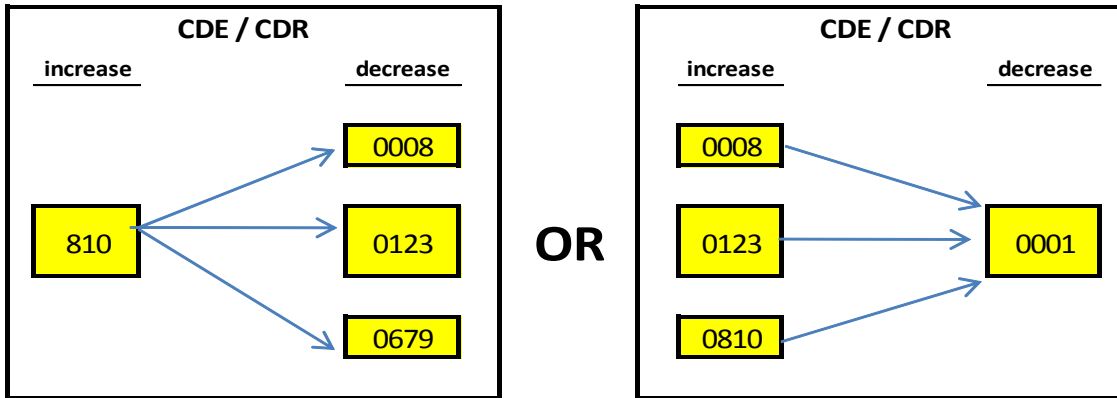 CDE / CDR
increase decrease
0008
810 0123
0679
OR
CDE / CDR
increase decrease
0008
0123 0001
0810